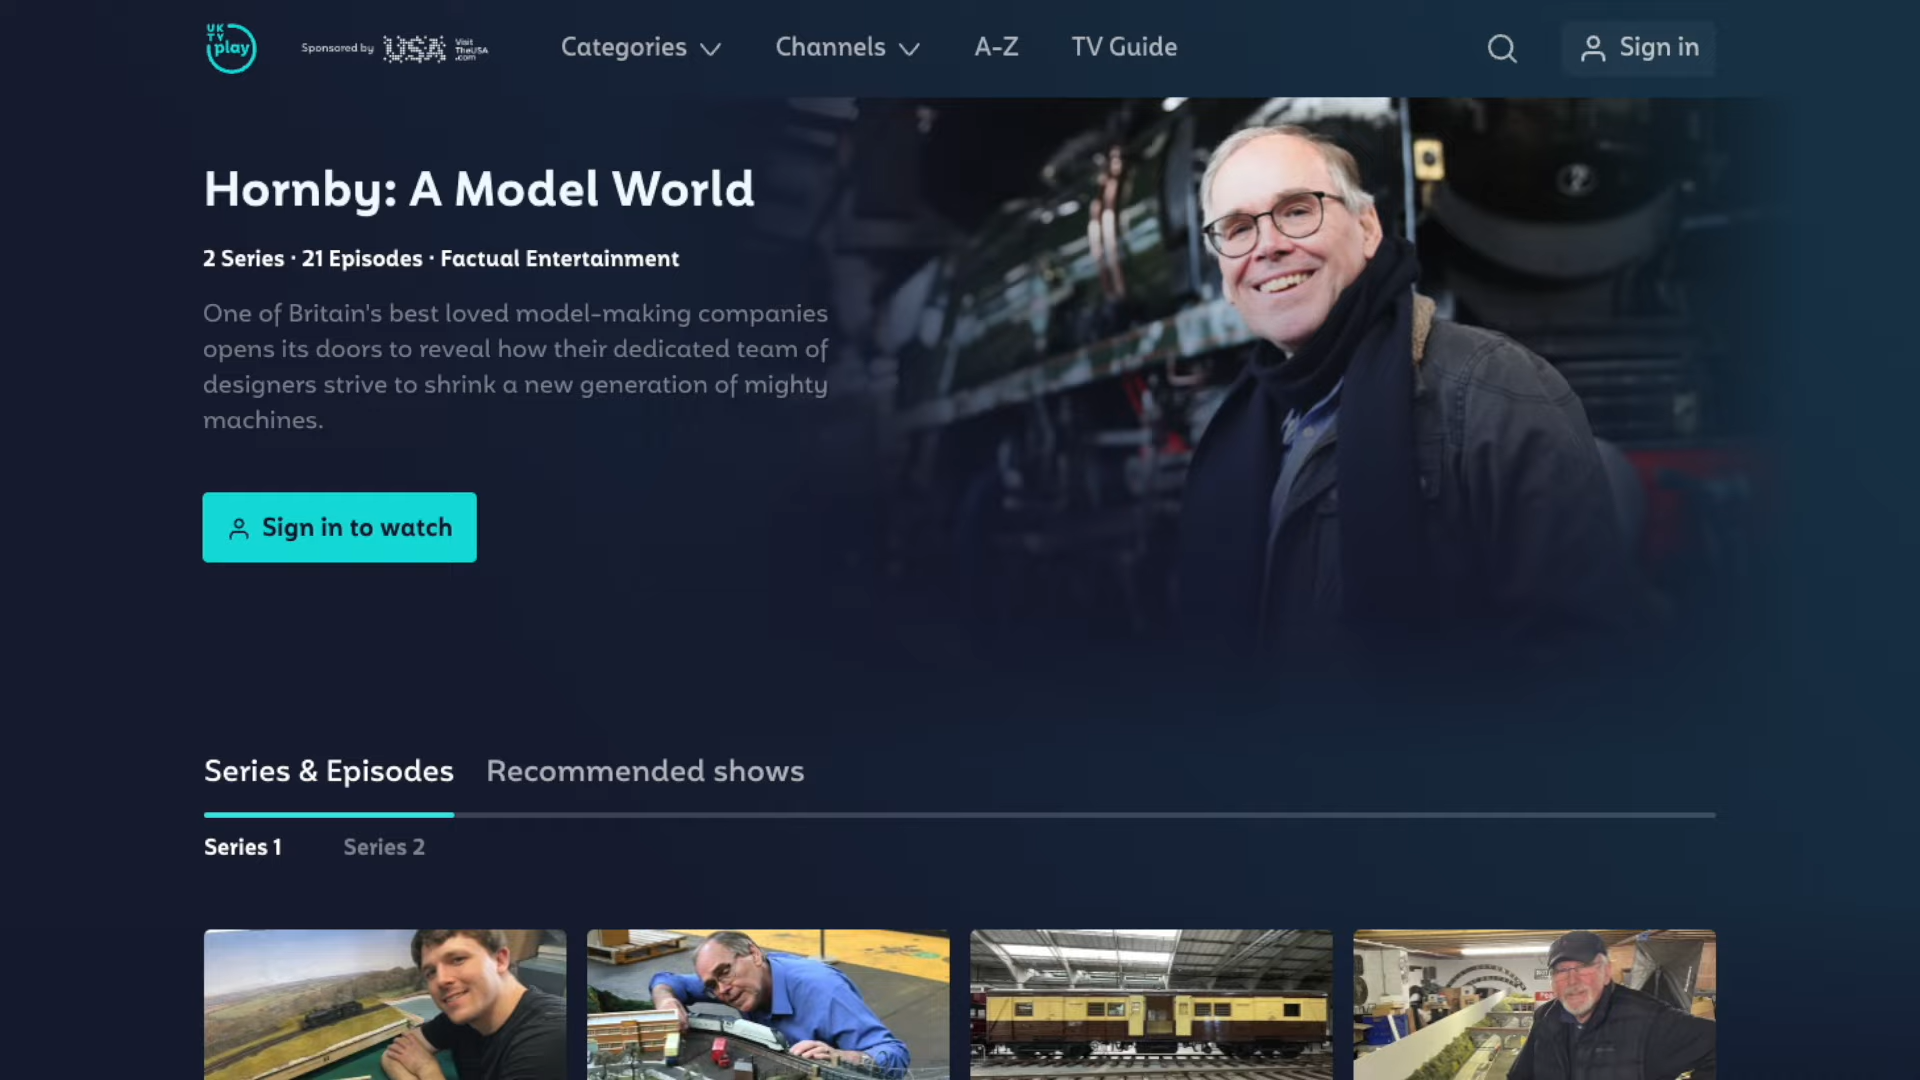 UK
TV
play
Sponsored by
USA
Visit
TheUSA
.com
Categories
Channels
A-Z
TV Guide
Sign in
Hornby: A Model World
2 Series · 21 Episodes · Factual Entertainment
One of Britain's best loved model-making companies
opens its doors to reveal how their dedicated team of
designers strive to shrink a new generation of mighty
machines.
Sign in to watch
Series & Episodes
Recommended shows
Series 1
Series 2